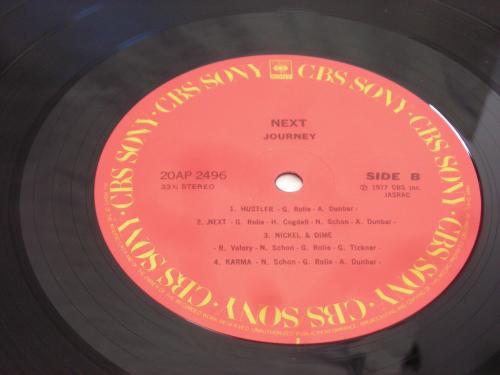 CBS SONY · CBS SONY · CBS SONY · CBS SONY · CBS SONY · CBS SONY
NEXT
JOURNEY
20AP 2496
33⅓ STEREO
SIDE B
Ⓟ 1977 CBS Inc.
JASRAC
1. HUSTLER - G. Rolie - A. Dunbar -
2. NEXT - G. Rolie - H. Cogdell - N. Schon - A. Dunbar -
3. NICKEL & DIME
- R. Valory - N. Schon - G. Rolie - G. Tickner -
4. KARMA - N. Schon - G. Rolie - A. Dunbar -